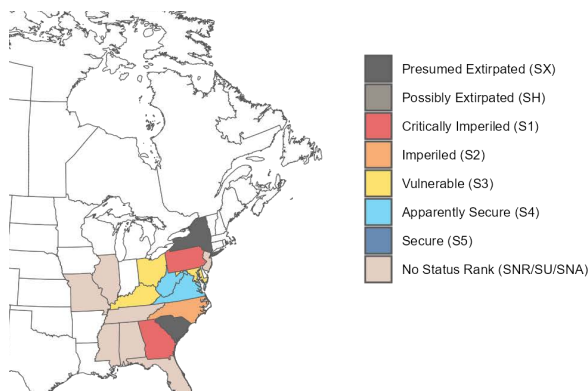 Presumed Extirpated (SX)
Possibly Extirpated (SH)
Critically Imperiled (S1)
Imperiled (S2)
Vulnerable (S3)
Apparently Secure (S4)
Secure (S5)
No Status Rank (SNR/SU/SNA)